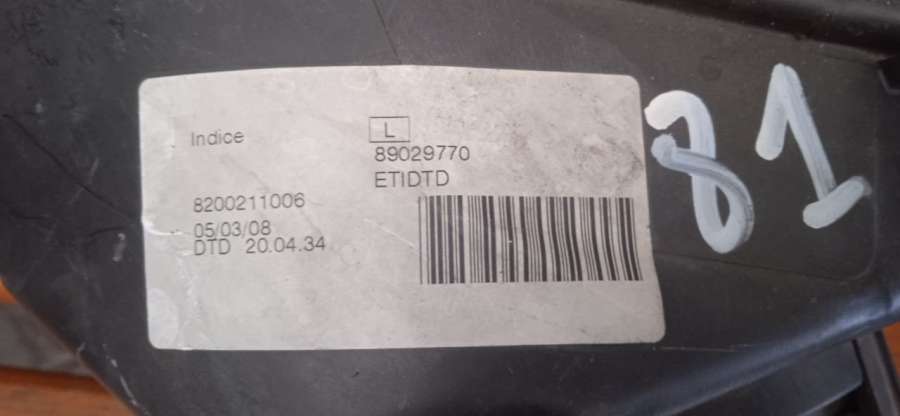 Indice
L
89029770
ETIDTD
8200211006
05/03/08
DTD 20.04.34
81